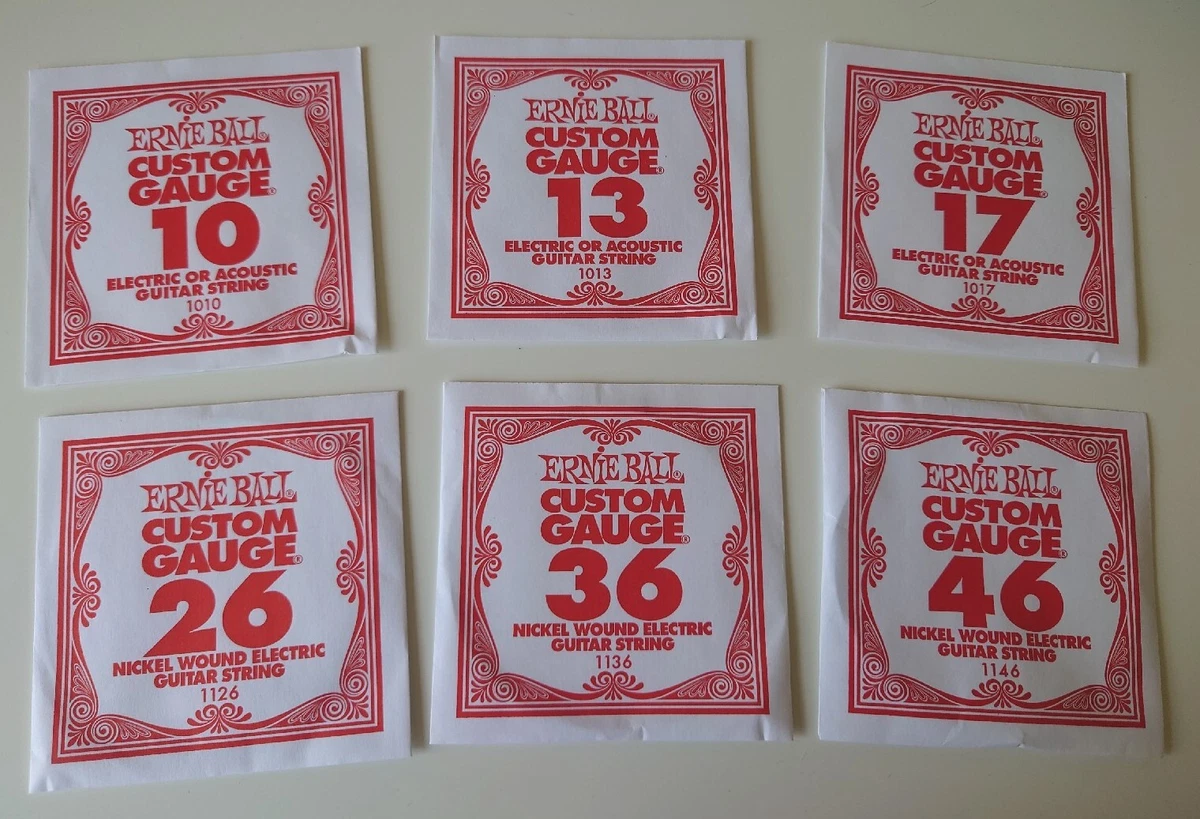 ERNIE BALL®
CUSTOM
GAUGE®
10
ELECTRIC OR ACOUSTIC
GUITAR STRING
1010
ERNIE BALL®
CUSTOM
GAUGE®
13
ELECTRIC OR ACOUSTIC
GUITAR STRING
1013
ERNIE BALL®
CUSTOM
GAUGE®
17
ELECTRIC OR ACOUSTIC
GUITAR STRING
1017
ERNIE BALL®
CUSTOM
GAUGE®
26
NICKEL WOUND ELECTRIC
GUITAR STRING
1126
ERNIE BALL®
CUSTOM
GAUGE®
36
NICKEL WOUND ELECTRIC
GUITAR STRING
1136
ERNIE BALL®
CUSTOM
GAUGE®
46
NICKEL WOUND ELECTRIC
GUITAR STRING
1146